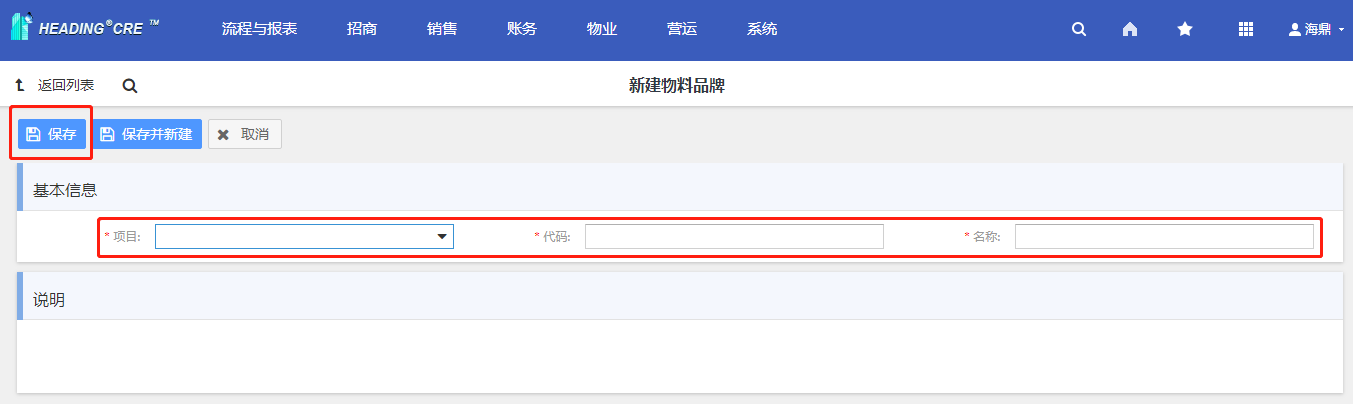 HEADING®CRE ™ 流程与报表 招商 销售 账务 物业 营运 系统 海鼎
返回列表 新建物料品牌
保存 保存并新建 取消
基本信息
* 项目: * 代码: * 名称:
说明